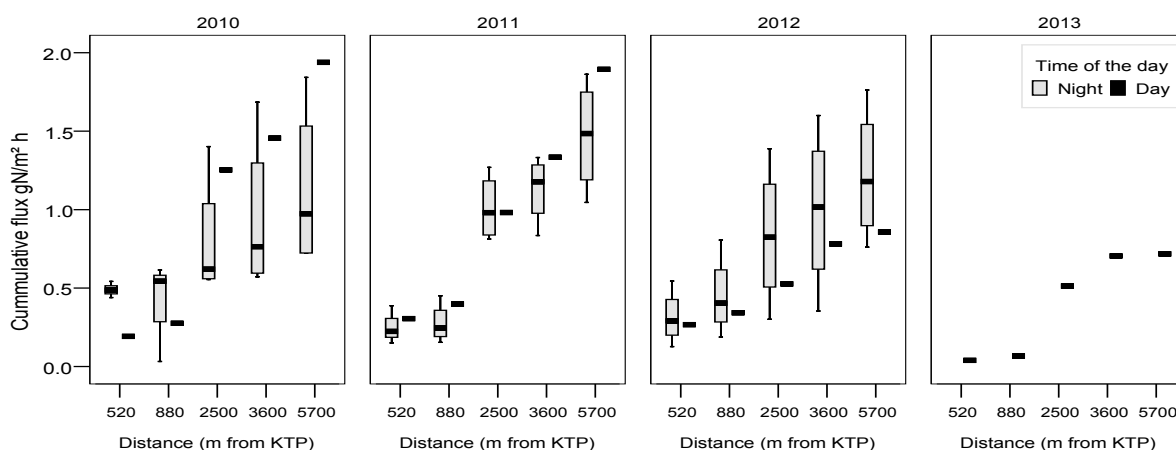 2010 2011 2012 2013
Cummulative flux gN/m² h
2.0
1.5
1.0
0.5
0.0
Time of the day
Night Day
520 880 2500 3600 5700 520 880 2500 3600 5700 520 880 2500 3600 5700 520 880 2500 3600 5700
Distance (m from KTP) Distance (m from KTP) Distance (m from KTP) Distance (m from KTP)